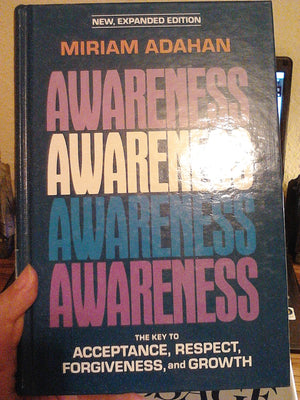 NEW, EXPANDED EDITION
MIRIAM ADAHAN
AWARENESS
AWARENESS
AWARENESS
AWARENESS
THE KEY TO
ACCEPTANCE, RESPECT,
FORGIVENESS, and GROWTH